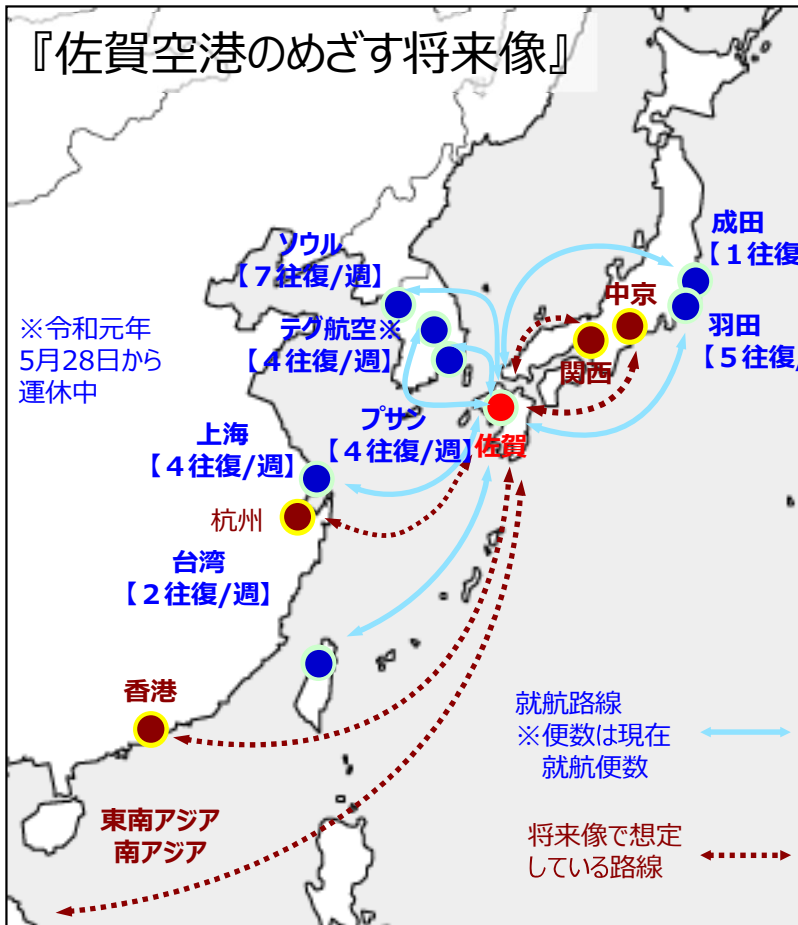 『佐賀空港のめざす将来像』
ソウル
【７往復/週】
テグ航空※
【４往復/週】
※令和元年
5月28日から
運休中
成田
【１往復
中京
羽田
【５往復/
関西
プサン
【４往復/週】
佐賀
上海
【４往復/週】
杭州
台湾
【２往復/週】
香港
東南アジア
南アジア
就航路線
※便数は現在
就航便数
将来像で想定
している路線